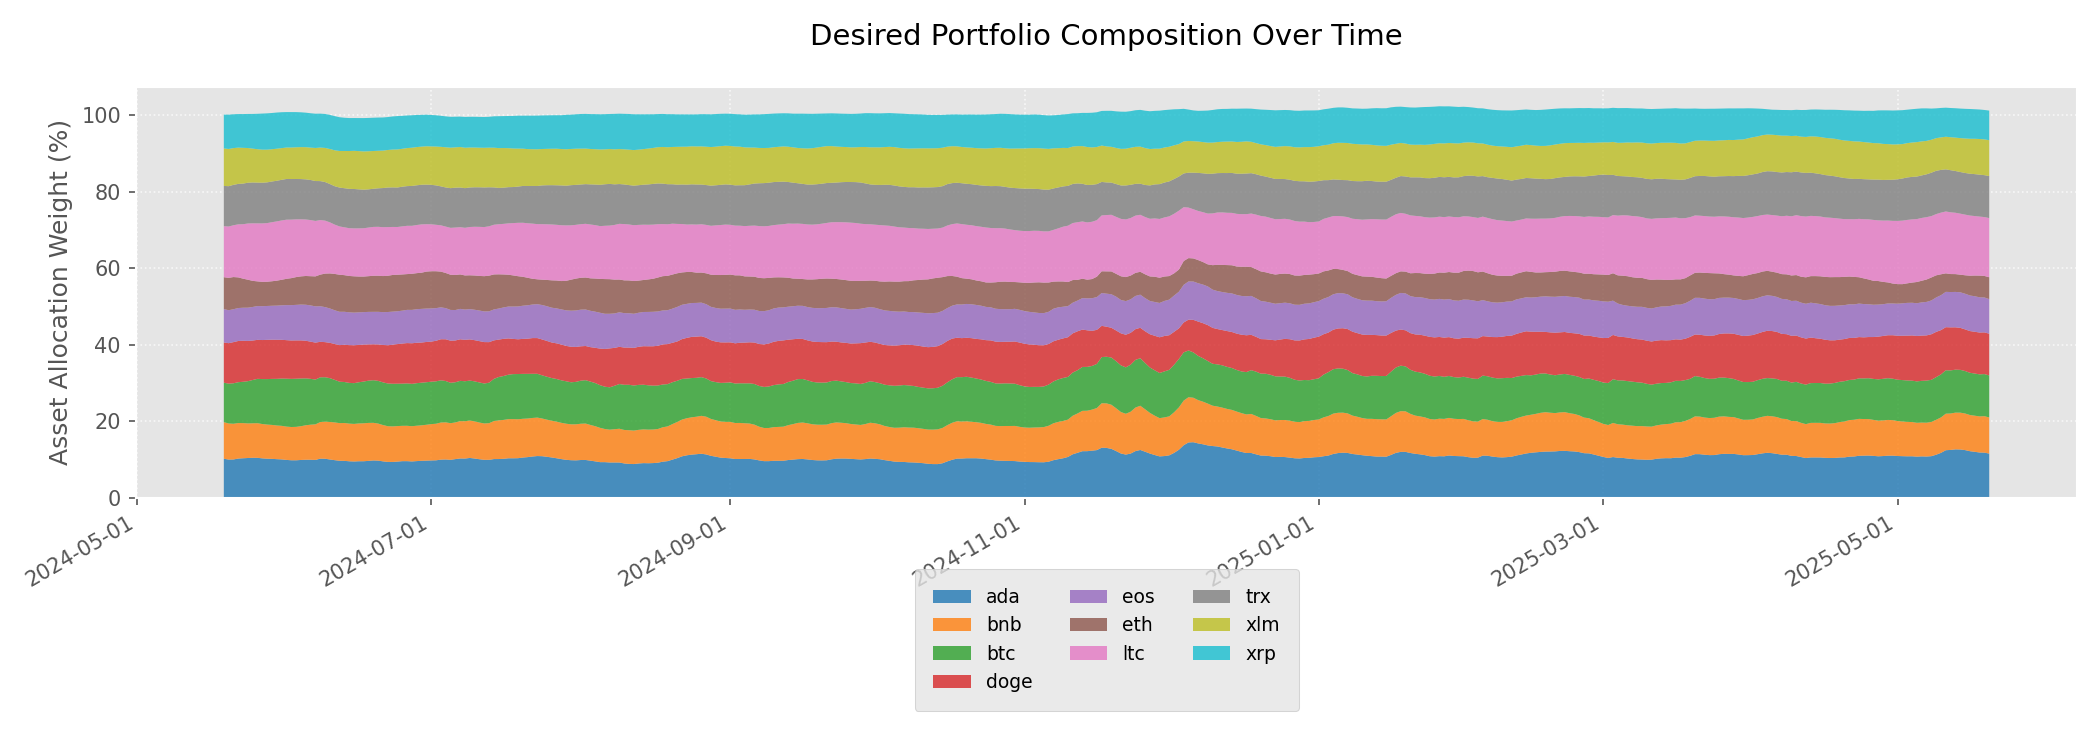 Desired Portfolio Composition Over Time
Asset Allocation Weight (%)
100
80
60
40
20
0
2024-05-01
2024-07-01
2024-09-01
2024-11-01
2025-01-01
2025-03-01
2025-05-01
ada
bnb
btc
doge
eos
eth
ltc
trx
xlm
xrp